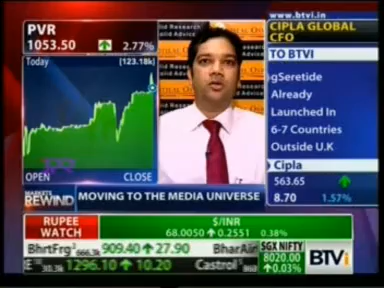 www.btvi.in
PVR
1053.50 2.77%
CIPLA GLOBAL
CFO
Today (123.18k)
TO BTVI
gSeretide
Already
Launched In
6-7 Countries
Outside U.K
Cipla
563.65
8.70 1.57%
OPEN CLOSE
MARKETS
REWIND
MOVING TO THE MEDIA UNIVERSE
RUPEE
WATCH
$/INR
68.0050 0.2551 0.38%
BhrtFrg 909.40 27.90 BharAir
SGX NIFTY
8020.00
+0.03%
BTVi
1296.10 10.20 Castrol